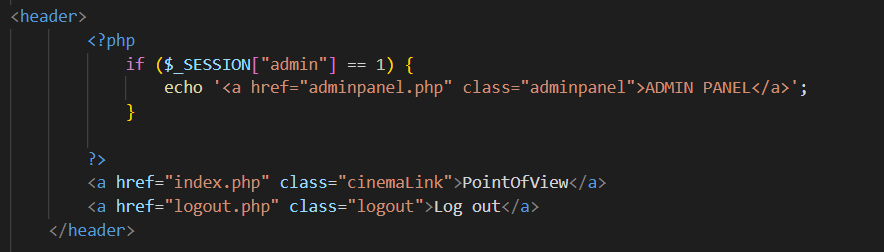 <header>
<?php
if ($_SESSION["admin"] == 1) {
echo '<a href="adminpanel.php" class="adminpanel">ADMIN PANEL</a>';
}
?>
<a href="index.php" class="cinemaLink">PointOfView</a>
<a href="logout.php" class="logout">Log out</a>
</header>